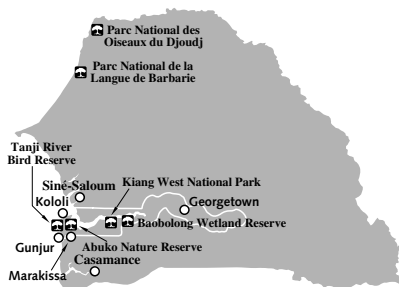 Parc National des
Oiseaux du Djoudj
Parc National de la
Langue de Barbarie
Tanji River
Bird Reserve
Kiang West National Park
Siné-Saloum
Kololi
Georgetown
Baobolong Wetland Reserve
Gunjur
Abuko Nature Reserve
Marakissa
Casamance